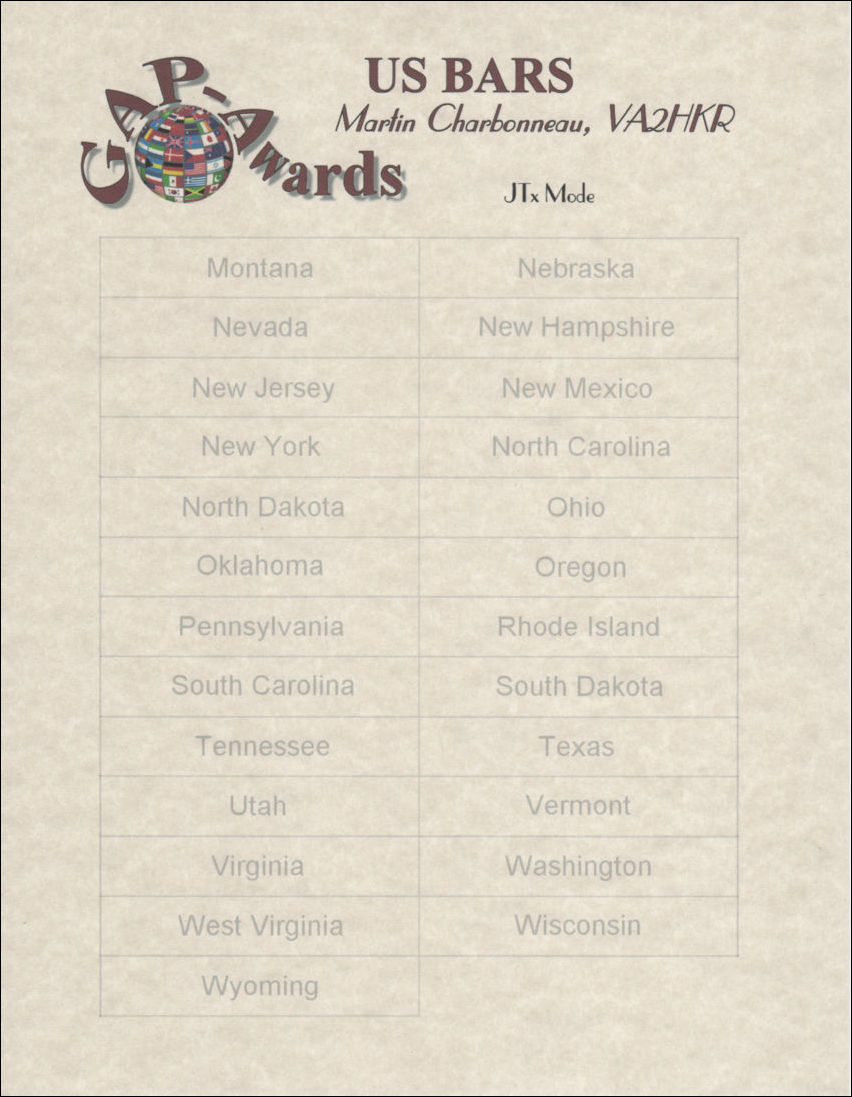 GAP-Awards
US BARS
Martin Charbonneau, VA2HKR
JTx Mode
Montana Nebraska
Nevada New Hampshire
New Jersey New Mexico
New York North Carolina
North Dakota Ohio
Oklahoma Oregon
Pennsylvania Rhode Island
South Carolina South Dakota
Tennessee Texas
Utah Vermont
Virginia Washington
West Virginia Wisconsin
Wyoming